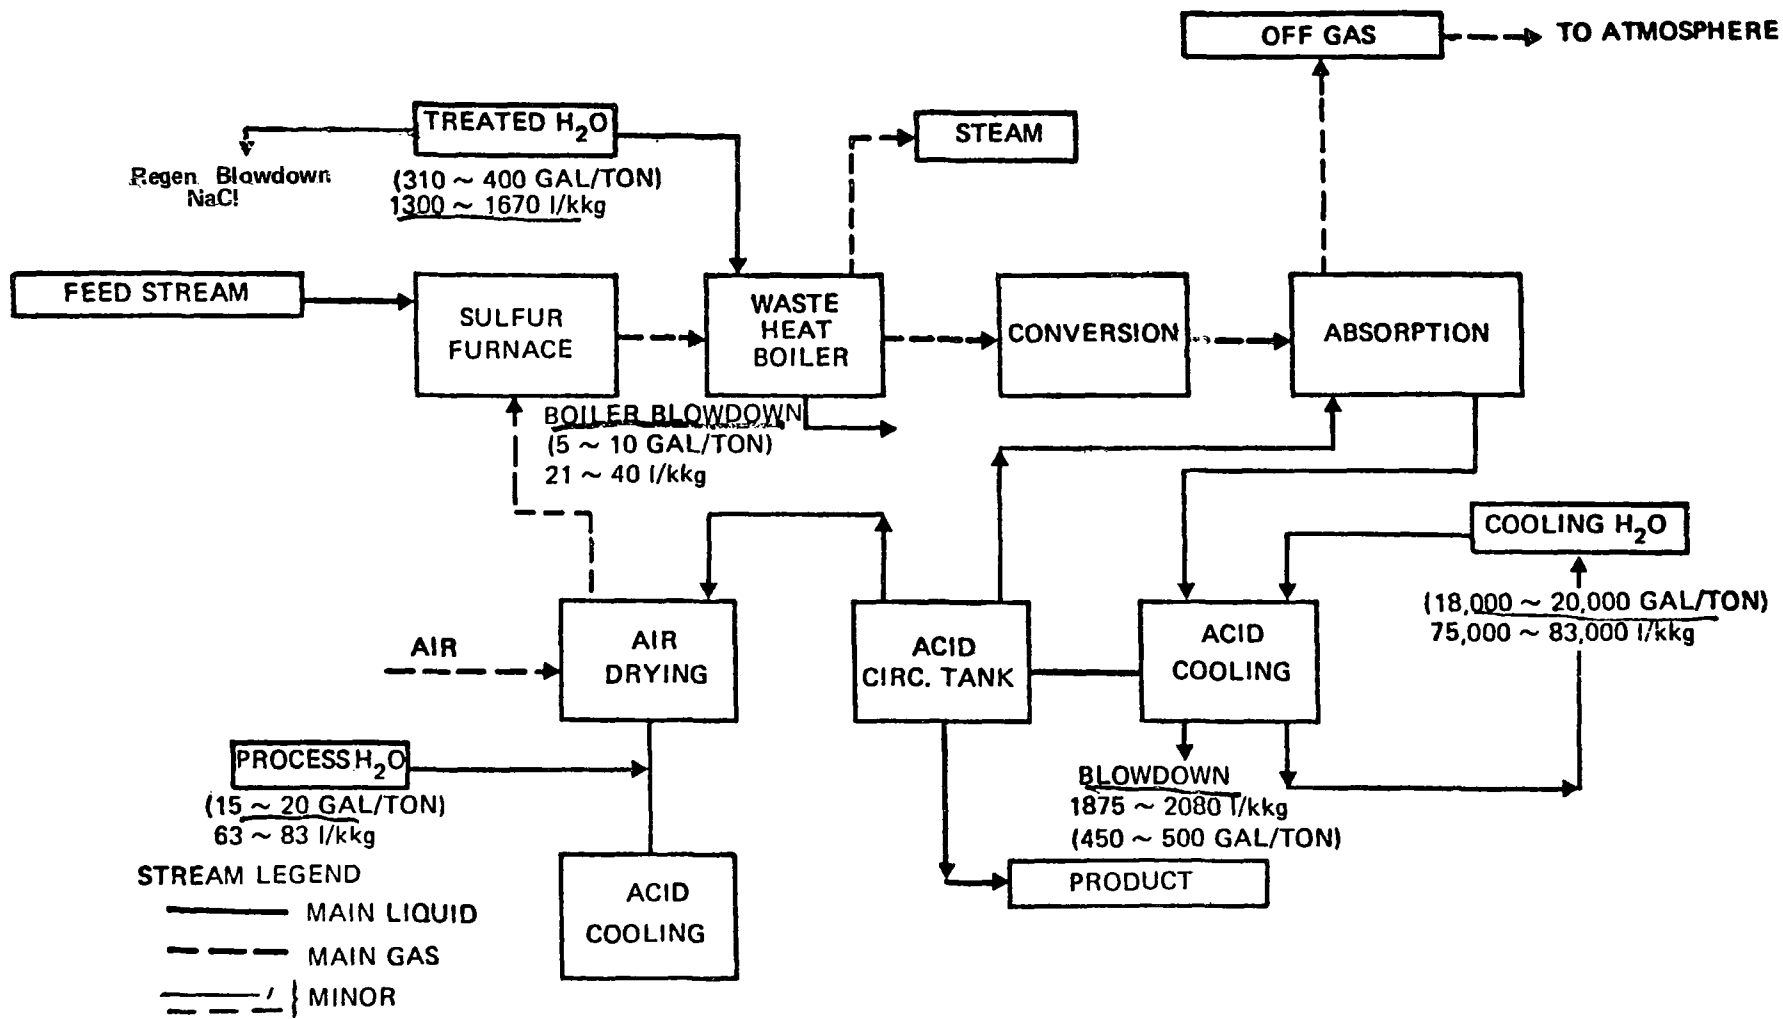 OFF GAS
TO ATMOSPHERE
TREATED H₂O
STEAM
Regen Blowdown
NaCl
(310 ~ 400 GAL/TON)
1300 ~ 1670 l/kkg
FEED STREAM
SULFUR
FURNACE
WASTE
HEAT
BOILER
CONVERSION
ABSORPTION
BOILER BLOWDOWN
(5 ~ 10 GAL/TON)
21 ~ 40 l/kkg
COOLING H₂O
(18,000 ~ 20,000 GAL/TON)
75,000 ~ 83,000 l/kkg
AIR
AIR
DRYING
ACID
CIRC. TANK
ACID
COOLING
PROCESS H₂O
(15 ~ 20 GAL/TON)
63 ~ 83 l/kkg
BLOWDOWN
1875 ~ 2080 l/kkg
(450 ~ 500 GAL/TON)
ACID
COOLING
PRODUCT
STREAM LEGEND
MAIN LIQUID
MAIN GAS
MINOR